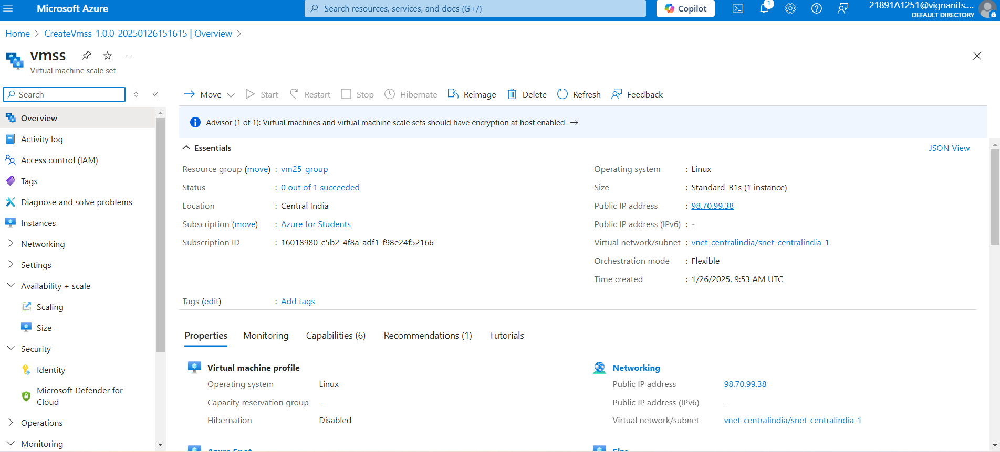 Microsoft Azure
Search resources, services, and docs (G+/)
Copilot
1
21891A1251@vignanits....
DEFAULT DIRECTORY
Home > CreateVmss-1.0.0-20250126151615 | Overview >
vmss
...
Virtual machine scale set
Search
Move
Start
Restart
Stop
Hibernate
Reimage
Delete
Refresh
Feedback
Overview
Activity log
Access control (IAM)
Tags
Diagnose and solve problems
Instances
Networking
Settings
Availability + scale
Scaling
Size
Security
Identity
Microsoft Defender for
Cloud
Operations
Monitoring
Advisor (1 of 1): Virtual machines and virtual machine scale sets should have encryption at host enabled →
Essentials
JSON View
Resource group (move) : vm25_group
Status : 0 out of 1 succeeded
Location : Central India
Subscription (move) : Azure for Students
Subscription ID : 16018980-c5b2-4f8a-adf1-f98e24f52166
Operating system : Linux
Size : Standard_B1s (1 instance)
Public IP address : 98.70.99.38
Public IP address (IPv6) : -
Virtual network/subnet : vnet-centralindia/snet-centralindia-1
Orchestration mode : Flexible
Time created : 1/26/2025, 9:53 AM UTC
Tags (edit) : Add tags
Properties
Monitoring
Capabilities (6)
Recommendations (1)
Tutorials
Virtual machine profile
Operating system Linux
Capacity reservation group -
Hibernation Disabled
Networking
Public IP address 98.70.99.38
Public IP address (IPv6) -
Virtual network/subnet vnet-centralindia/snet-centralindia-1
Azure Spot
Size